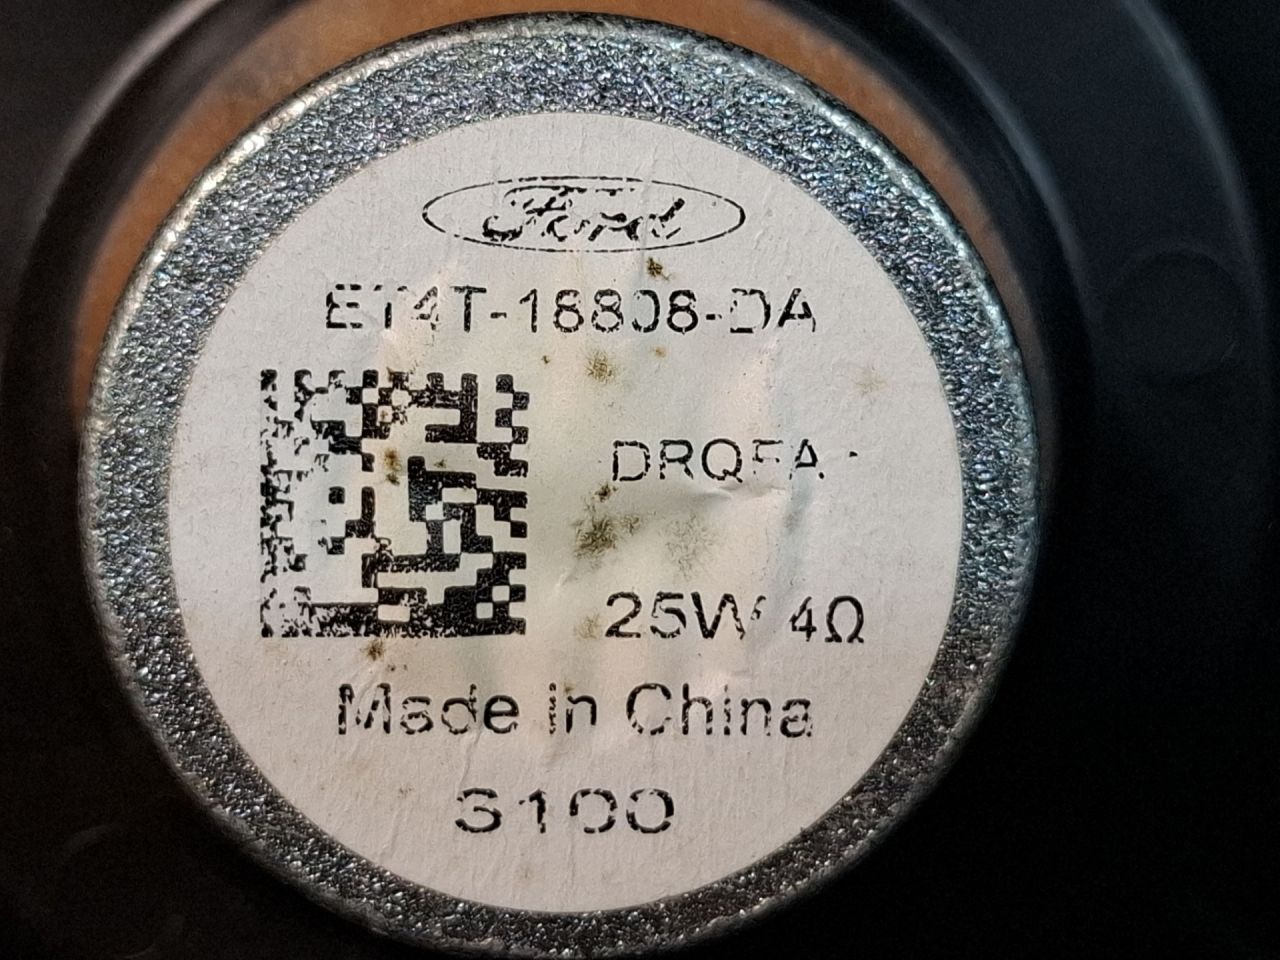 Ford
ET4T-18808-DA
DRQFA
25W 4Ω
Made in China
3100